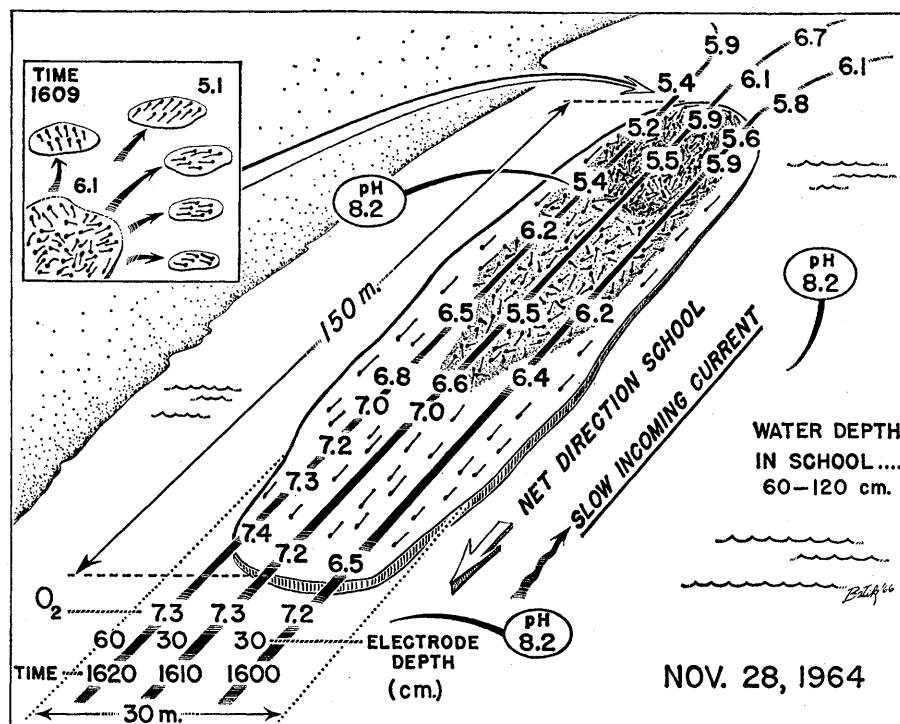 TIME
1609
5.1
6.1
5.9
6.7
5.4
6.1
6.1
5.2
5.9
5.8
5.6
5.4
5.5
5.9
pH
8.2
6.2
pH
8.2
150 m.
6.5
5.5
6.2
6.8
6.6
6.4
7.0
7.0
7.2
7.3
NET DIRECTION SCHOOL
SLOW INCOMING CURRENT
WATER DEPTH
IN SCHOOL....
60–120 cm.
7.4
7.2
6.5
O2
7.3
7.3
7.2
pH
8.2
60
30
30
ELECTRODE
DEPTH
(cm.)
TIME
1620
1610
1600
30 m.
NOV. 28, 1964